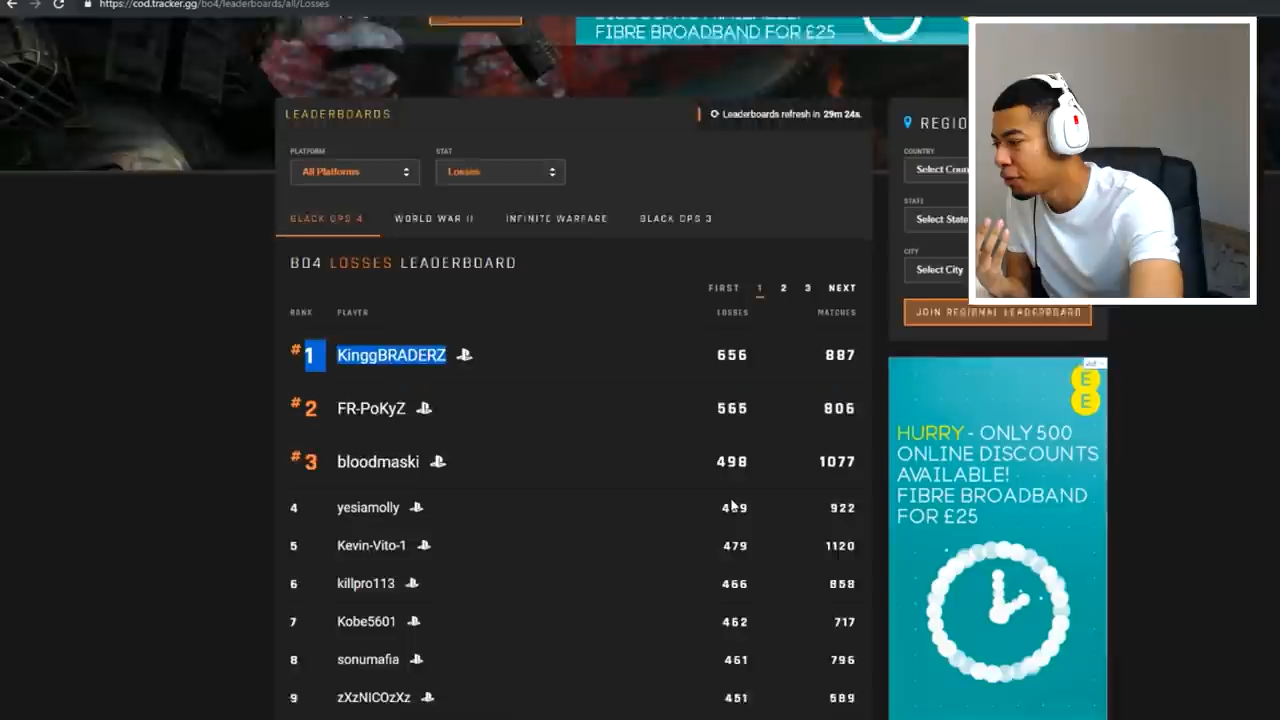 https://cod.tracker.gg/bo4/leaderboards/all/Losses
FIBRE BROADBAND FOR £25
LEADERBOARDS
Leaderboards refresh in 29m 24s.
PLATFORM
STAT
All Platforms
Losses
BLACK OPS 4
WORLD WAR II
INFINITE WARFARE
BLACK OPS 3
BO4 LOSSES LEADERBOARD
FIRST 1 2 3 NEXT
RANK PLAYER LOSSES MATCHES
#1 KinggBRADERZ 656 887
#2 FR-PoKyZ 565 806
#3 bloodmaski 498 1077
4 yesiamolly 922
5 Kevin-Vito-1 479 1120
6 killpro113 466 858
7 Kobe5601 462 717
8 sonumafia 461 796
9 zXzNICOzXz 451 589
COUNTRY
STATE
Select State
CITY
Select City
JOIN REGIONAL LEADERBOARD
EE
HURRY - ONLY 500
ONLINE DISCOUNTS
AVAILABLE!
FIBRE BROADBAND
FOR £25